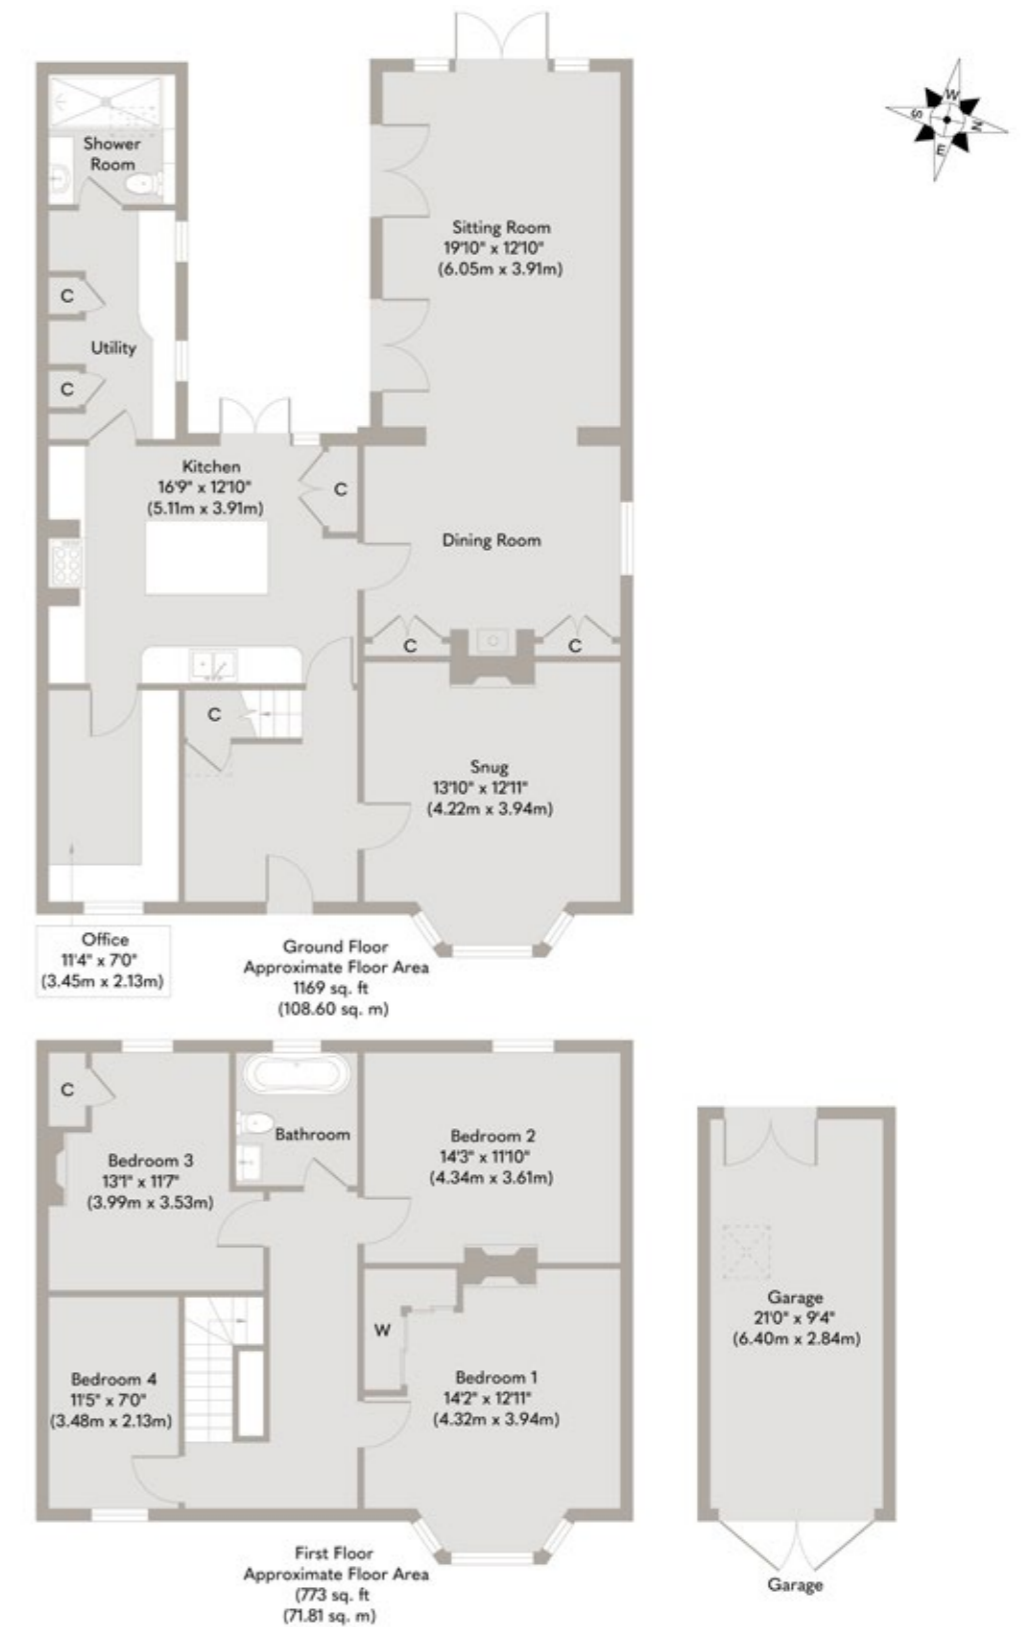 W
S
N
E
Shower
Room
Sitting Room
19'10" x 12'10"
(6.05m x 3.91m)
C
Utility
C
Kitchen
16'9" x 12'10"
(5.11m x 3.91m)
C
Dining Room
C
C
C
Snug
13'10" x 12'11"
(4.22m x 3.94m)
Office
11'4" x 7'0"
(3.45m x 2.13m)
Ground Floor
Approximate Floor Area
1169 sq. ft
(108.60 sq. m)
C
Bathroom
Bedroom 3
13'1" x 11'7"
(3.99m x 3.53m)
Bedroom 2
14'3" x 11'10"
(4.34m x 3.61m)
W
Bedroom 4
11'5" x 7'0"
(3.48m x 2.13m)
Bedroom 1
14'2" x 12'11"
(4.32m x 3.94m)
Garage
21'0" x 9'4"
(6.40m x 2.84m)
First Floor
Approximate Floor Area
(773 sq. ft
(71.81 sq. m)
Garage